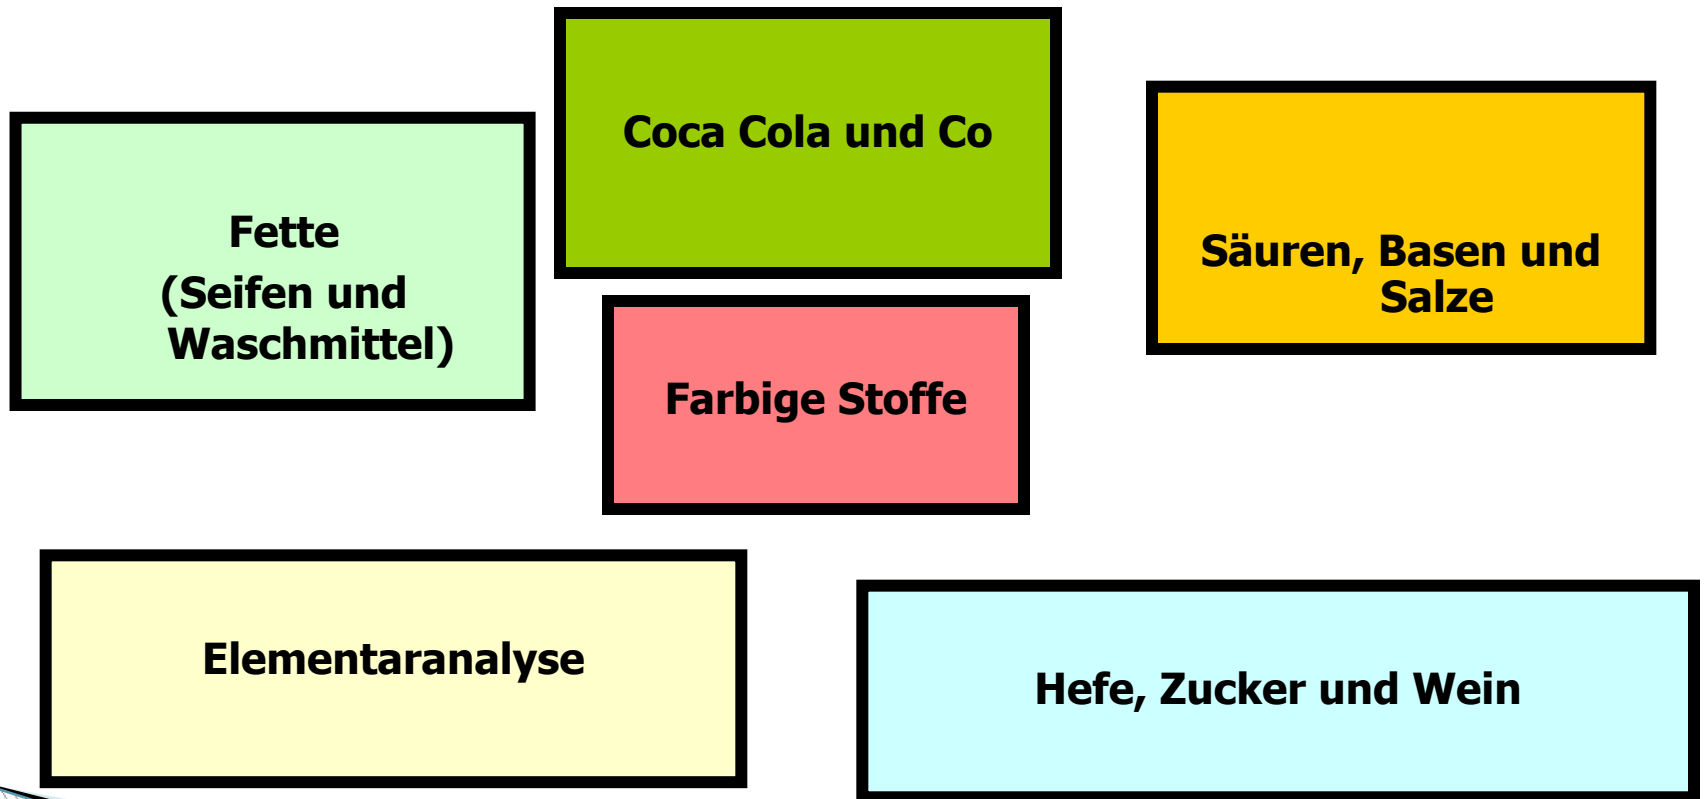 Coca Cola und Co
Fette
(Seifen und
Waschmittel)
Säuren, Basen und
Salze
Farbige Stoffe
Elementaranalyse
Hefe, Zucker und Wein